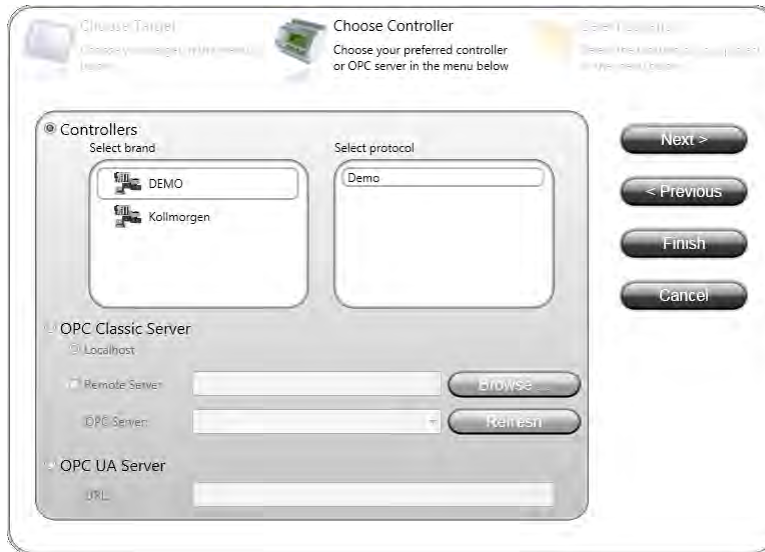 Choose Target
Choose Controller
Choose your preferred controller
or OPC server in the menu below
Controllers
Select brand
Select protocol
DEMO
Kollmorgen
Demo
Next >
< Previous
Finish
Cancel
OPC Classic Server
Localhost
Remote Server
Browse ...
OPC Server:
Refresh
OPC UA Server
URL: